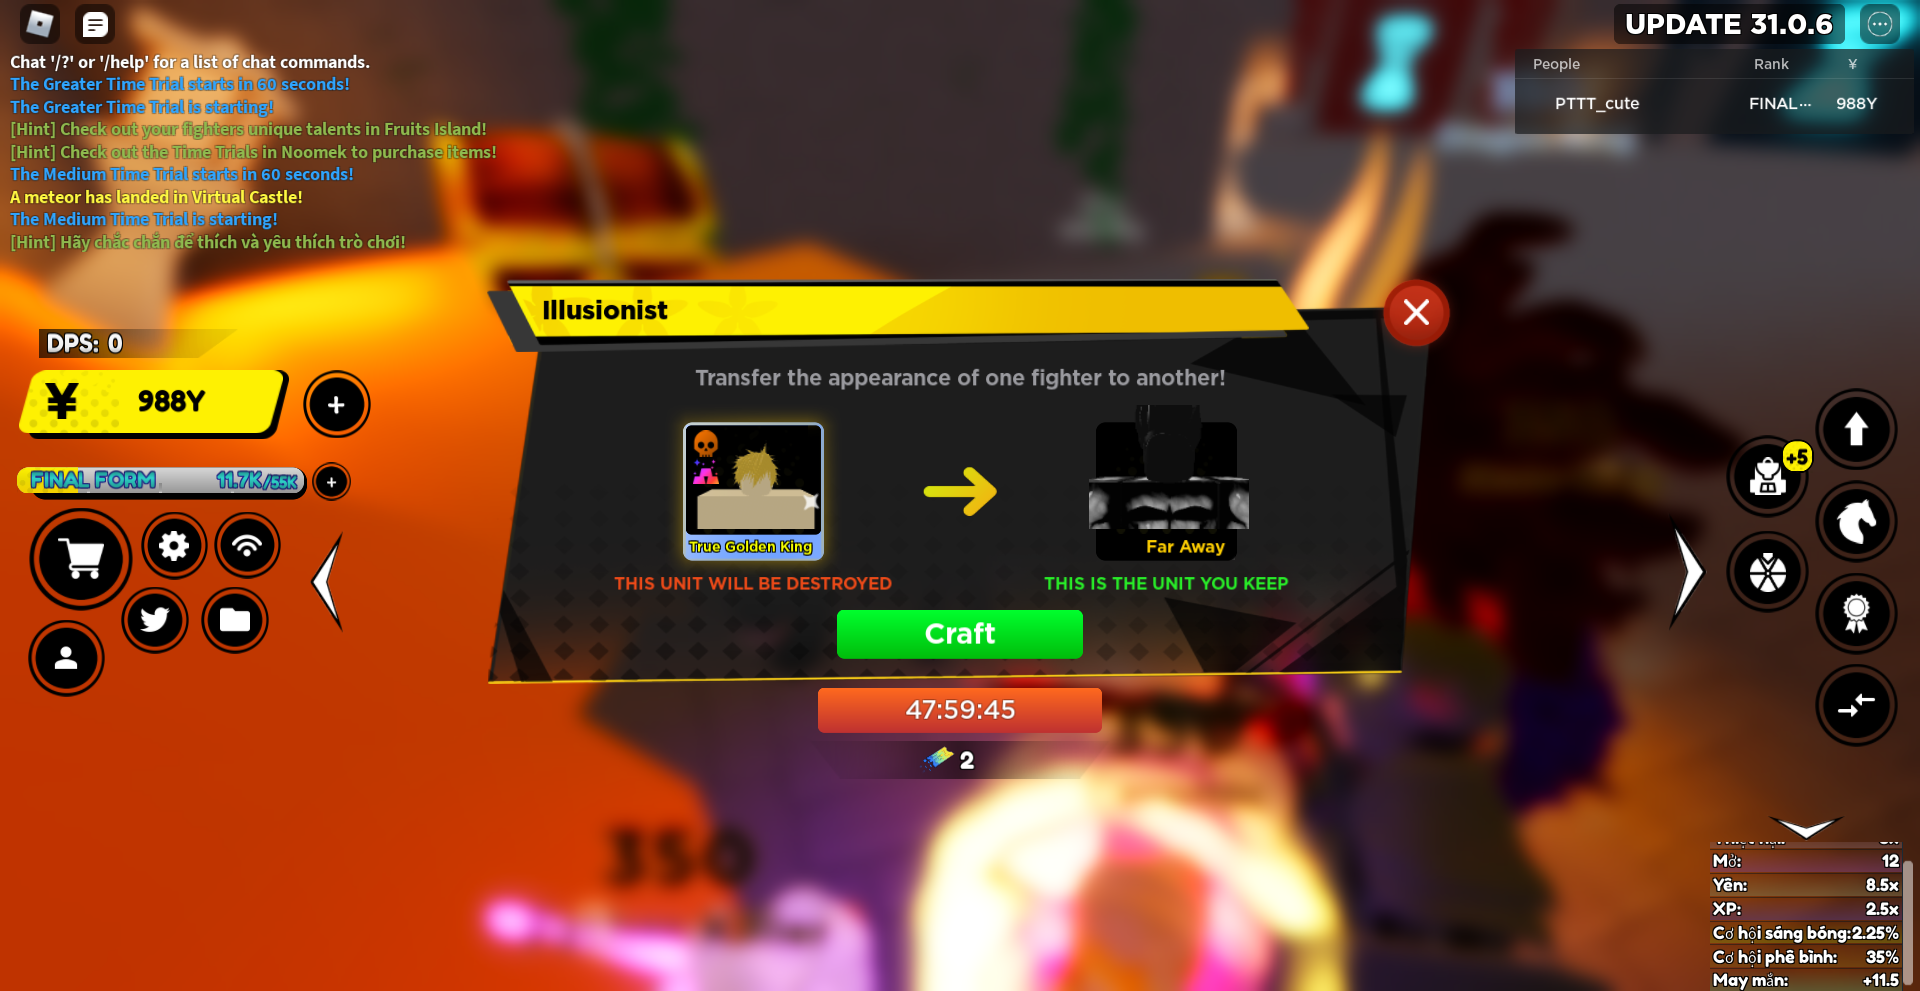 UPDATE 31.0.6
People Rank ¥
PTTT_cute FINAL... 988Y
Chat '/?' or '/help' for a list of chat commands.
The Greater Time Trial starts in 60 seconds!
The Greater Time Trial is starting!
[Hint] Check out your fighters unique talents in Fruits Island!
[Hint] Check out the Time Trials in Noomek to purchase items!
The Medium Time Trial starts in 60 seconds!
A meteor has landed in Virtual Castle!
The Medium Time Trial is starting!
[Hint] Hãy chắc chắn để thích và yêu thích trò chơi!
DPS: 0
¥ 988Y
+
FINAL FORM 11.7K/55K
+
Illusionist
Transfer the appearance of one fighter to another!
True Golden King
Far Away
THIS UNIT WILL BE DESTROYED
THIS IS THE UNIT YOU KEEP
Craft
47:59:45
2
350
+5
Mở: 12
Yên: 8.5x
XP: 2.5x
Cơ hội sáng bóng: 2.25%
Cơ hội phê bình: 35%
May mắn: +11.5